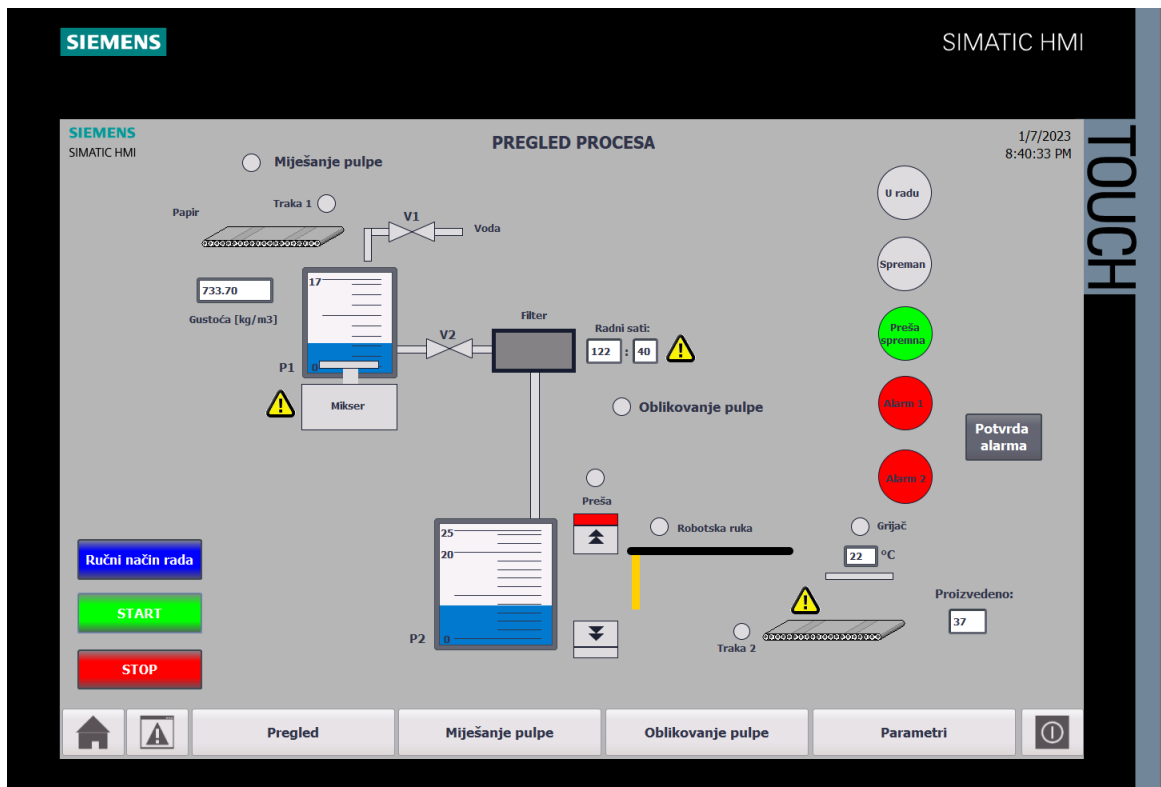 SIEMENS
SIMATIC HMI
TOUCH
SIEMENS
SIMATIC HMI
PREGLED PROCESA
1/7/2023
8:40:33 PM
Miješanje pulpe
U radu
Traka 1
Papir
V1
Voda
Spreman
17
733.70
Gustoća [kg/m3]
Filter
Radni sati:
V2
122 : 40
Preša
spremna
P1
0
Mikser
Oblikovanje pulpe
Alarm 1
Potvrda
alarma
Alarm 2
Preša
25
20
Robotska ruka
Grijač
22 °C
Ručni način rada
START
STOP
Proizvedeno:
37
P2
0
Traka 2
Pregled
Miješanje pulpe
Oblikovanje pulpe
Parametri